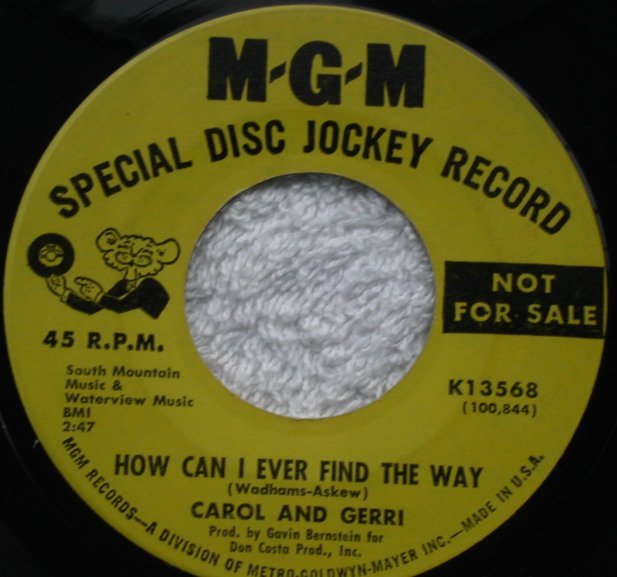 M-G-M
SPECIAL DISC JOCKEY RECORD
NOT
FOR SALE
45 R.P.M.
South Mountain
Music &
Waterview Music
BMI
2:47
K13568
(100,844)
HOW CAN I EVER FIND THE WAY
(Wadhams-Askew)
CAROL AND GERRI
Prod. by Gavin Bernstein for
Don Costa Prod., Inc.
MGM RECORDS—A DIVISION OF METRO-GOLDWYN-MAYER INC.—MADE IN U.S.A.